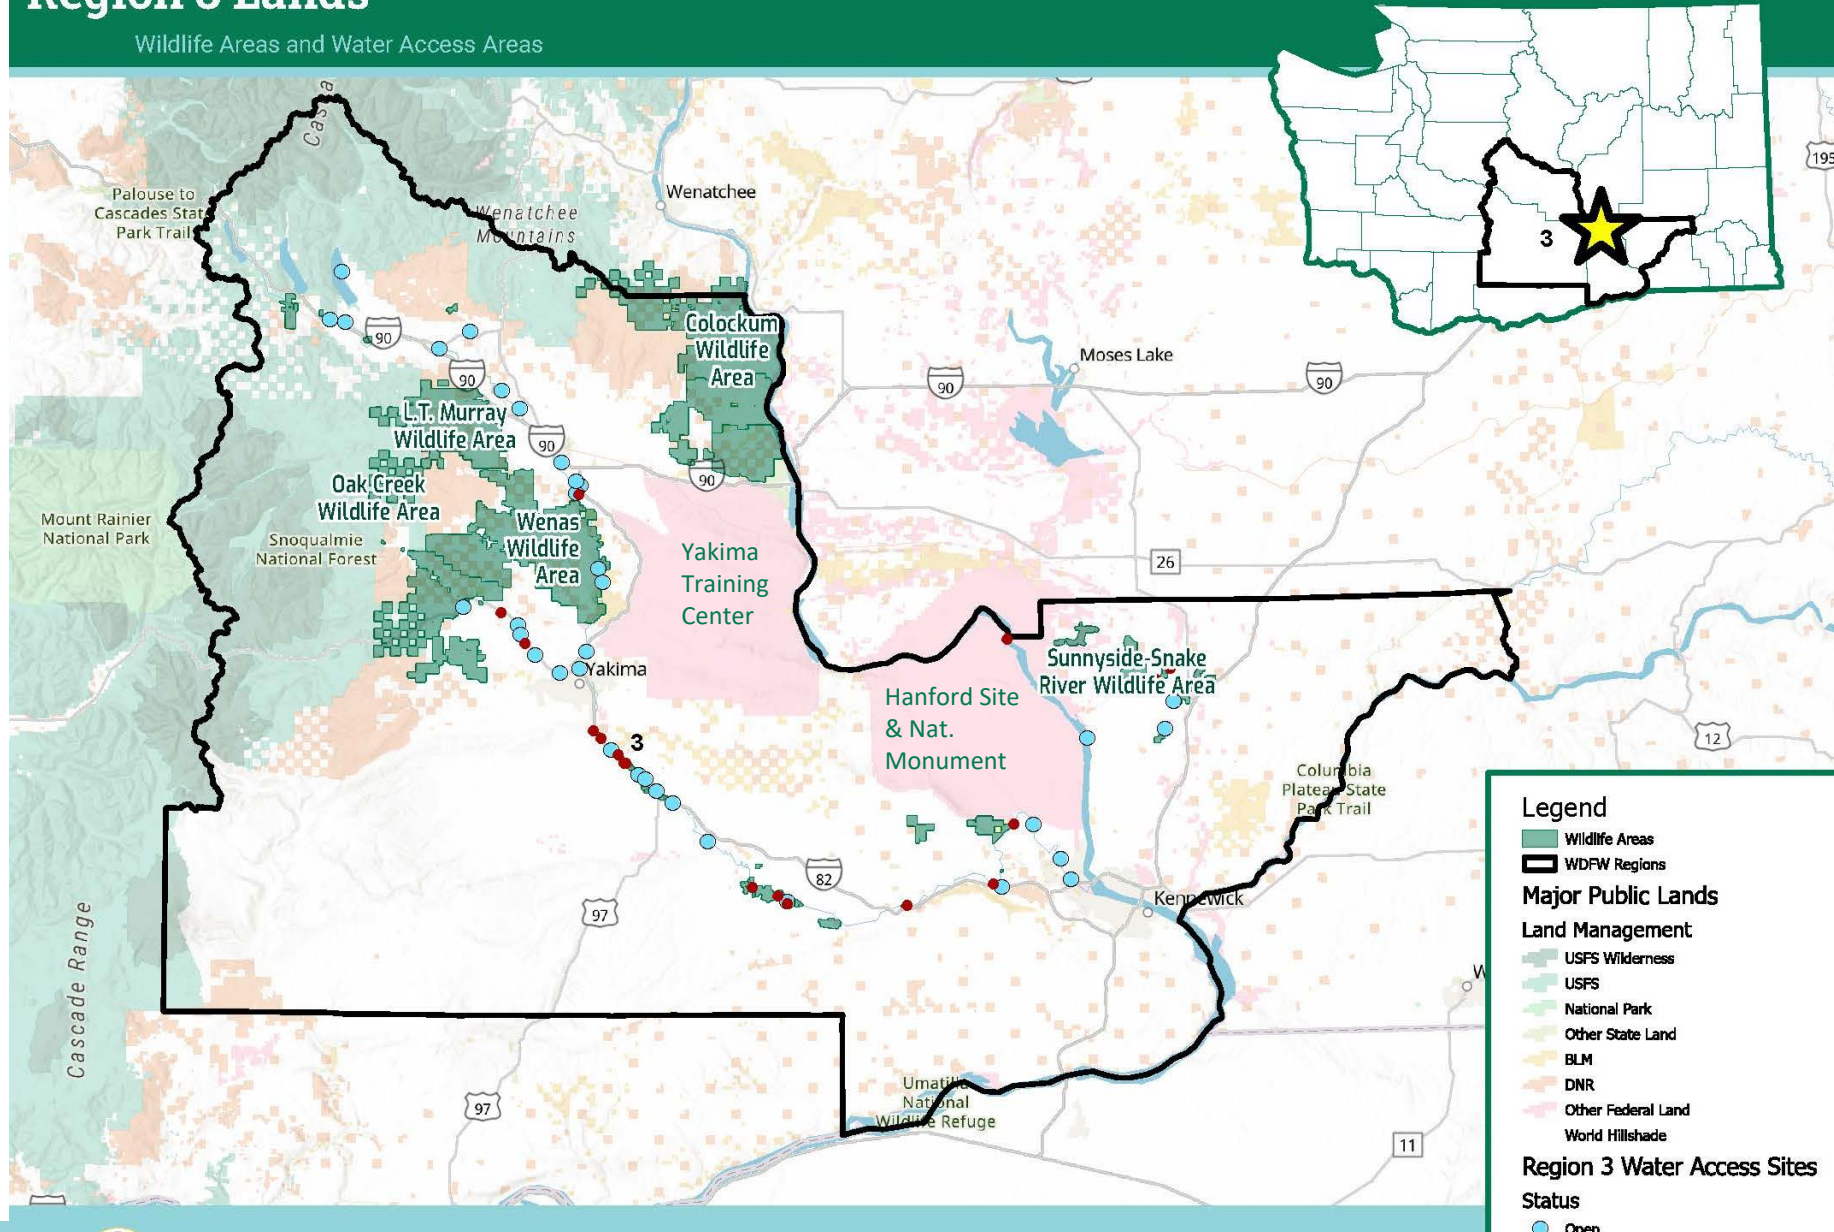 Region 3 Lands
Wildlife Areas and Water Access Areas
195
Palouse to
Cascades State
Park Trail
Wenatchee
Mountains
Wenatchee
3
90
90
Colockum
Wildlife
Area
Moses Lake
90
90
L.T. Murray
Wildlife Area
90
90
Oak Creek
Wildlife Area
Mount Rainier
National Park
Snoqualmie
National Forest
Wenas
Wildlife
Area
Yakima
Training
Center
26
Yakima
Sunnyside-Snake
River Wildlife Area
Hanford Site
& Nat.
Monument
3
12
Columbia
Plateau State
Park Trail
82
97
Kennewick
Cascade Range
Umatilla
National
Wildlife Refuge
97
11
Legend
Wildlife Areas
WDFW Regions
Major Public Lands
Land Management
USFS Wilderness
USFS
National Park
Other State Land
BLM
DNR
Other Federal Land
World Hillshade
Region 3 Water Access Sites
Status
Open